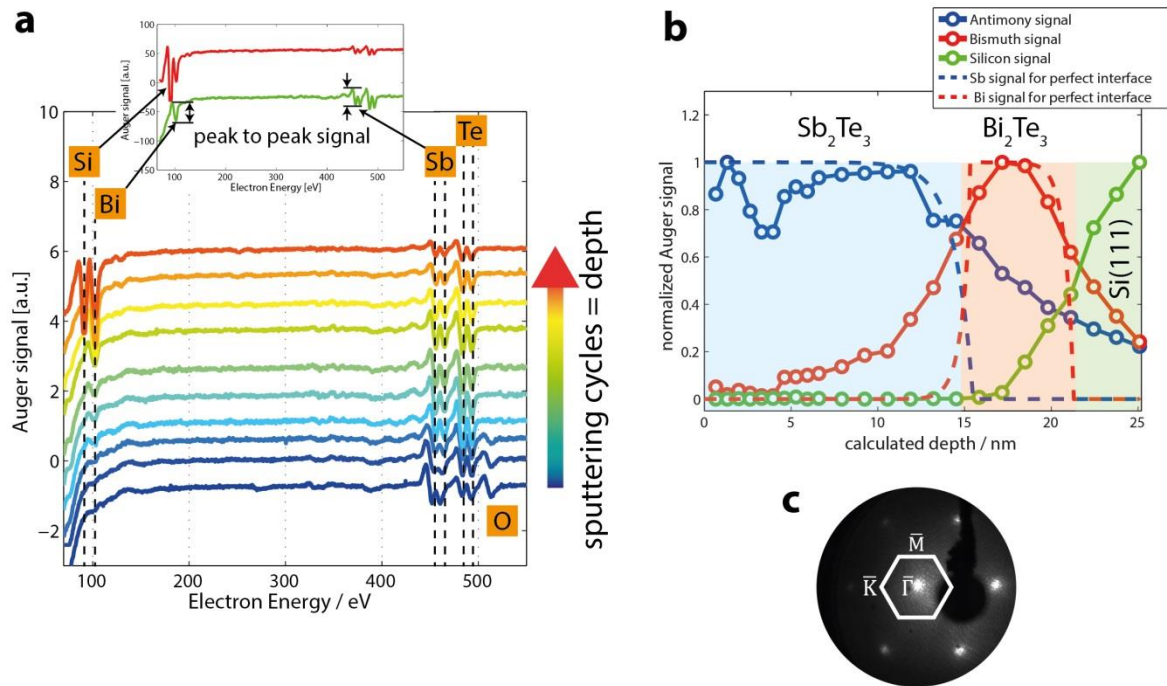 a
100
50
0
−50
−100
Auger signal [a.u.]
100 200 300 400 500
Electron Energy [eV]
peak to peak signal
Si
Bi
Sb
Te
O
10
8
6
4
2
0
−2
Auger signal [a.u.]
100 200 300 400 500
Electron Energy / eV
sputtering cycles = depth
b
Antimony signal
Bismuth signal
Silicon signal
Sb signal for perfect interface
Bi signal for perfect interface
Sb₂Te₃ Bi₂Te₃
Si(111)
1.2
1
0.8
0.6
0.4
0.2
0
normalized Auger signal
0 5 10 15 20 25
calculated depth / nm
c
M̅
K̅ Γ̅